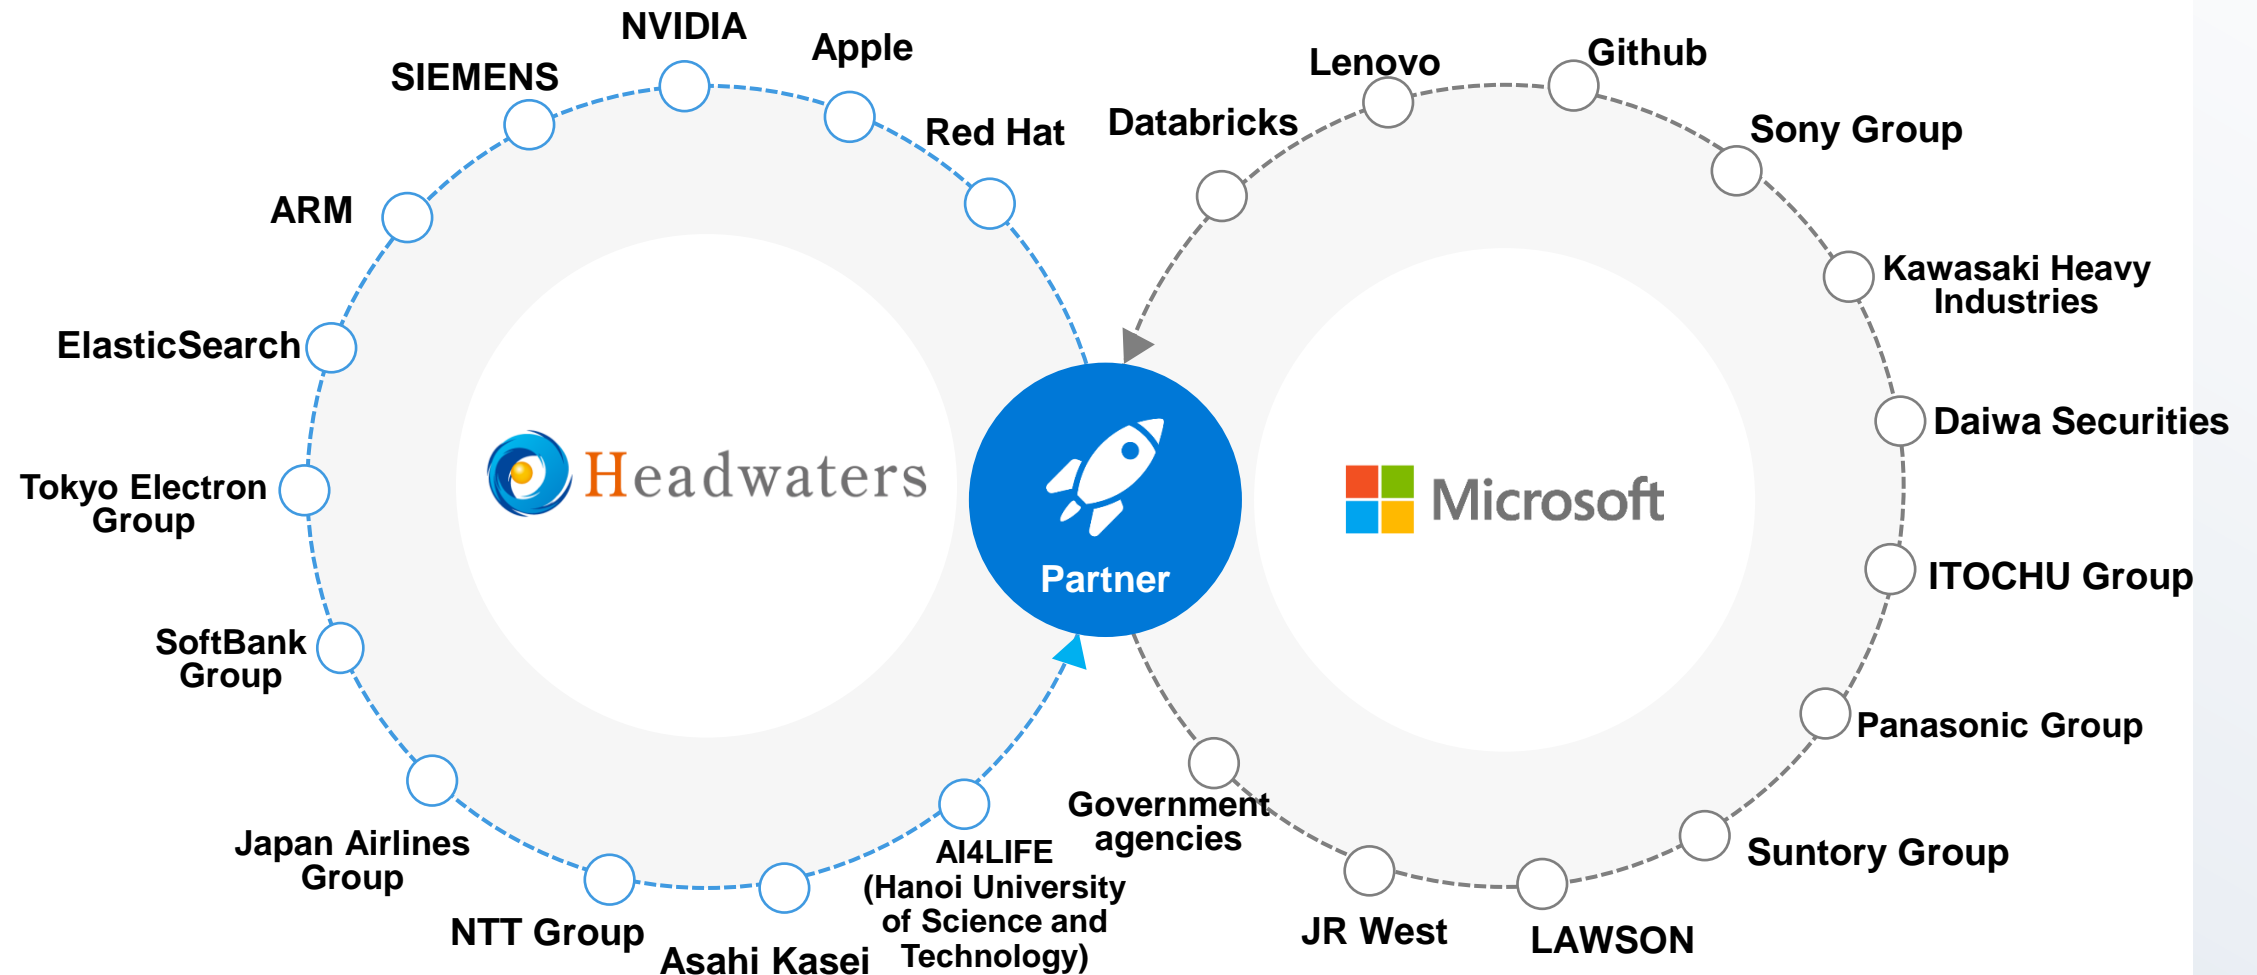 NVIDIA
Apple
SIEMENS
Red Hat
ARM
ElasticSearch
Tokyo Electron
Group
SoftBank
Group
Japan Airlines
Group
NTT Group
Asahi Kasei
AI4LIFE
(Hanoi University
of Science and
Technology)
Headwaters
Partner
Microsoft
Lenovo
Github
Databricks
Sony Group
Kawasaki Heavy
Industries
Daiwa Securities
ITOCHU Group
Panasonic Group
Suntory Group
LAWSON
JR West
Government
agencies